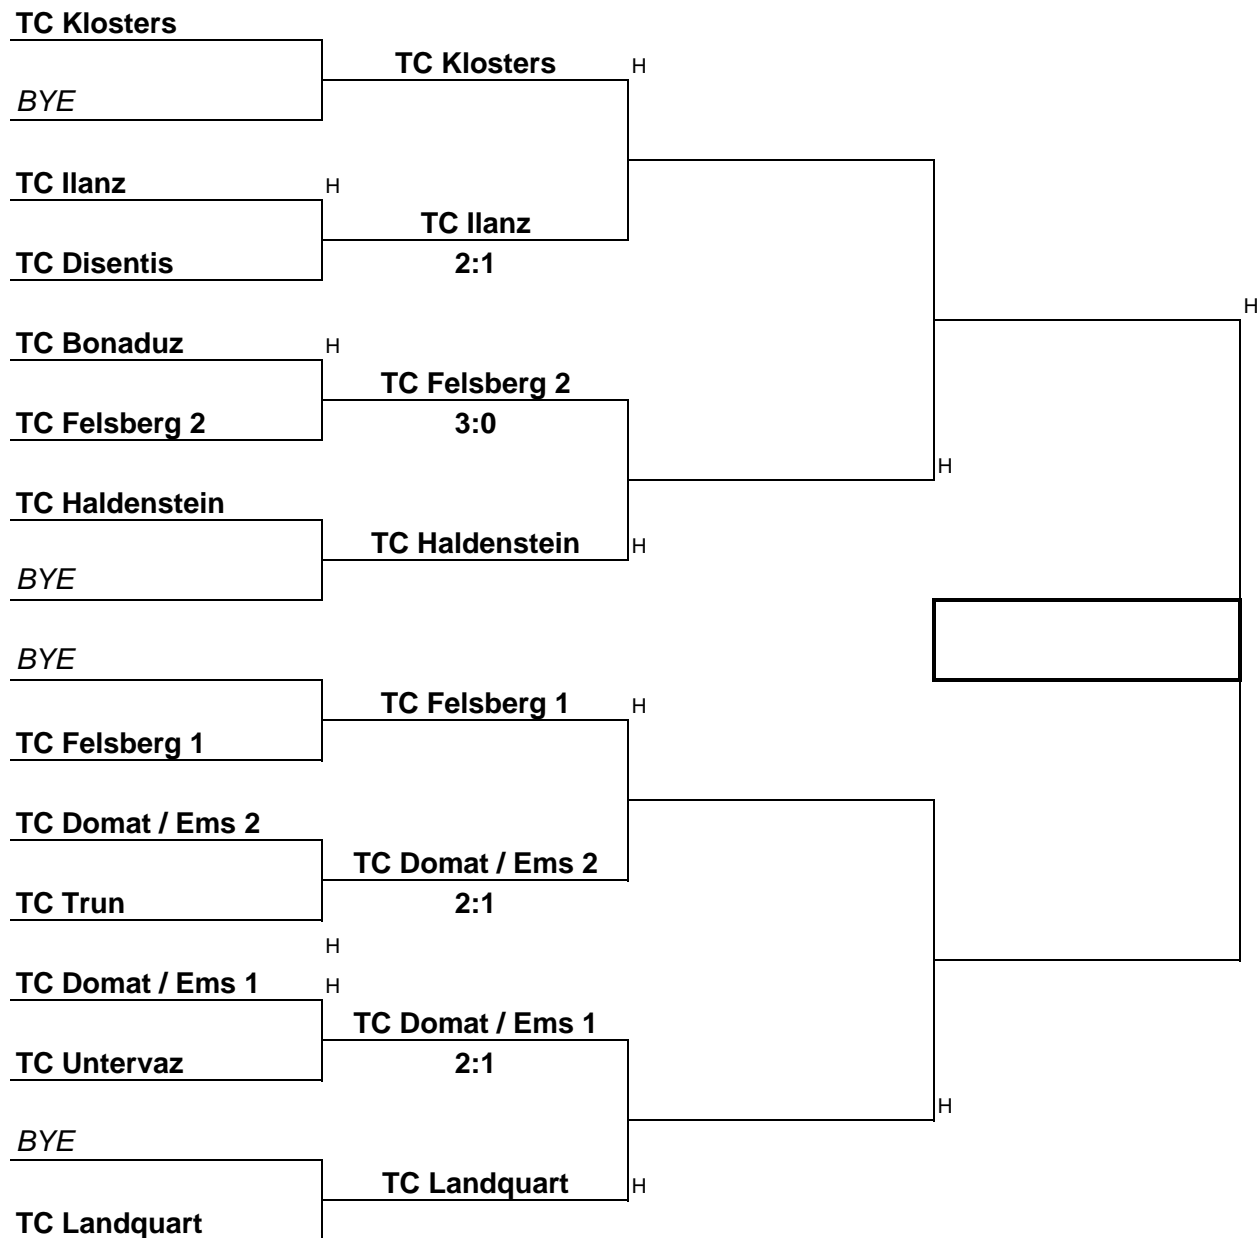 TC Klosters
TC Klosters H
BYE
TC Ilanz H
TC Ilanz
TC Disentis 2:1
H
TC Bonaduz H
TC Felsberg 2
TC Felsberg 2 3:0
H
TC Haldenstein
TC Haldenstein H
BYE
BYE
TC Felsberg 1 H
TC Felsberg 1
TC Domat / Ems 2
TC Domat / Ems 2
TC Trun 2:1
H
TC Domat / Ems 1 H
TC Domat / Ems 1
TC Untervaz 2:1
H
BYE
TC Landquart H
TC Landquart